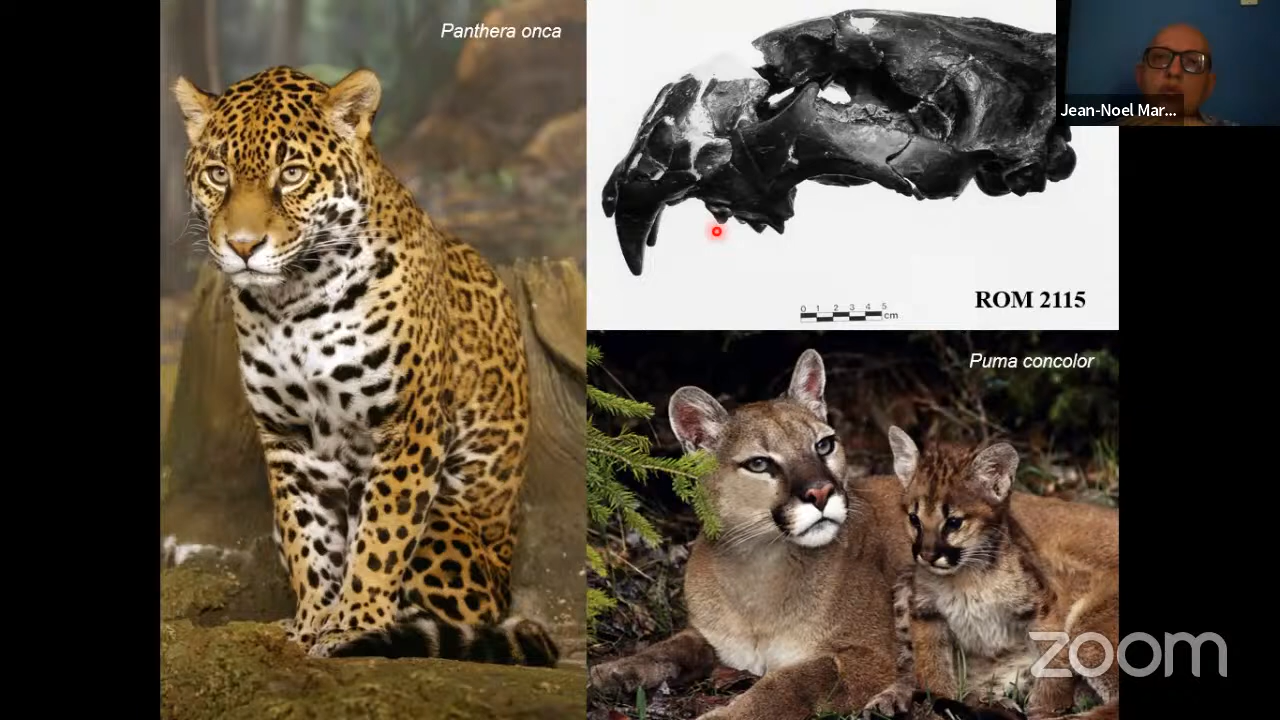 Panthera onca
Jean-Noel Mar...
0 1 2 3 4 5
cm
ROM 2115
Puma concolor
zoom